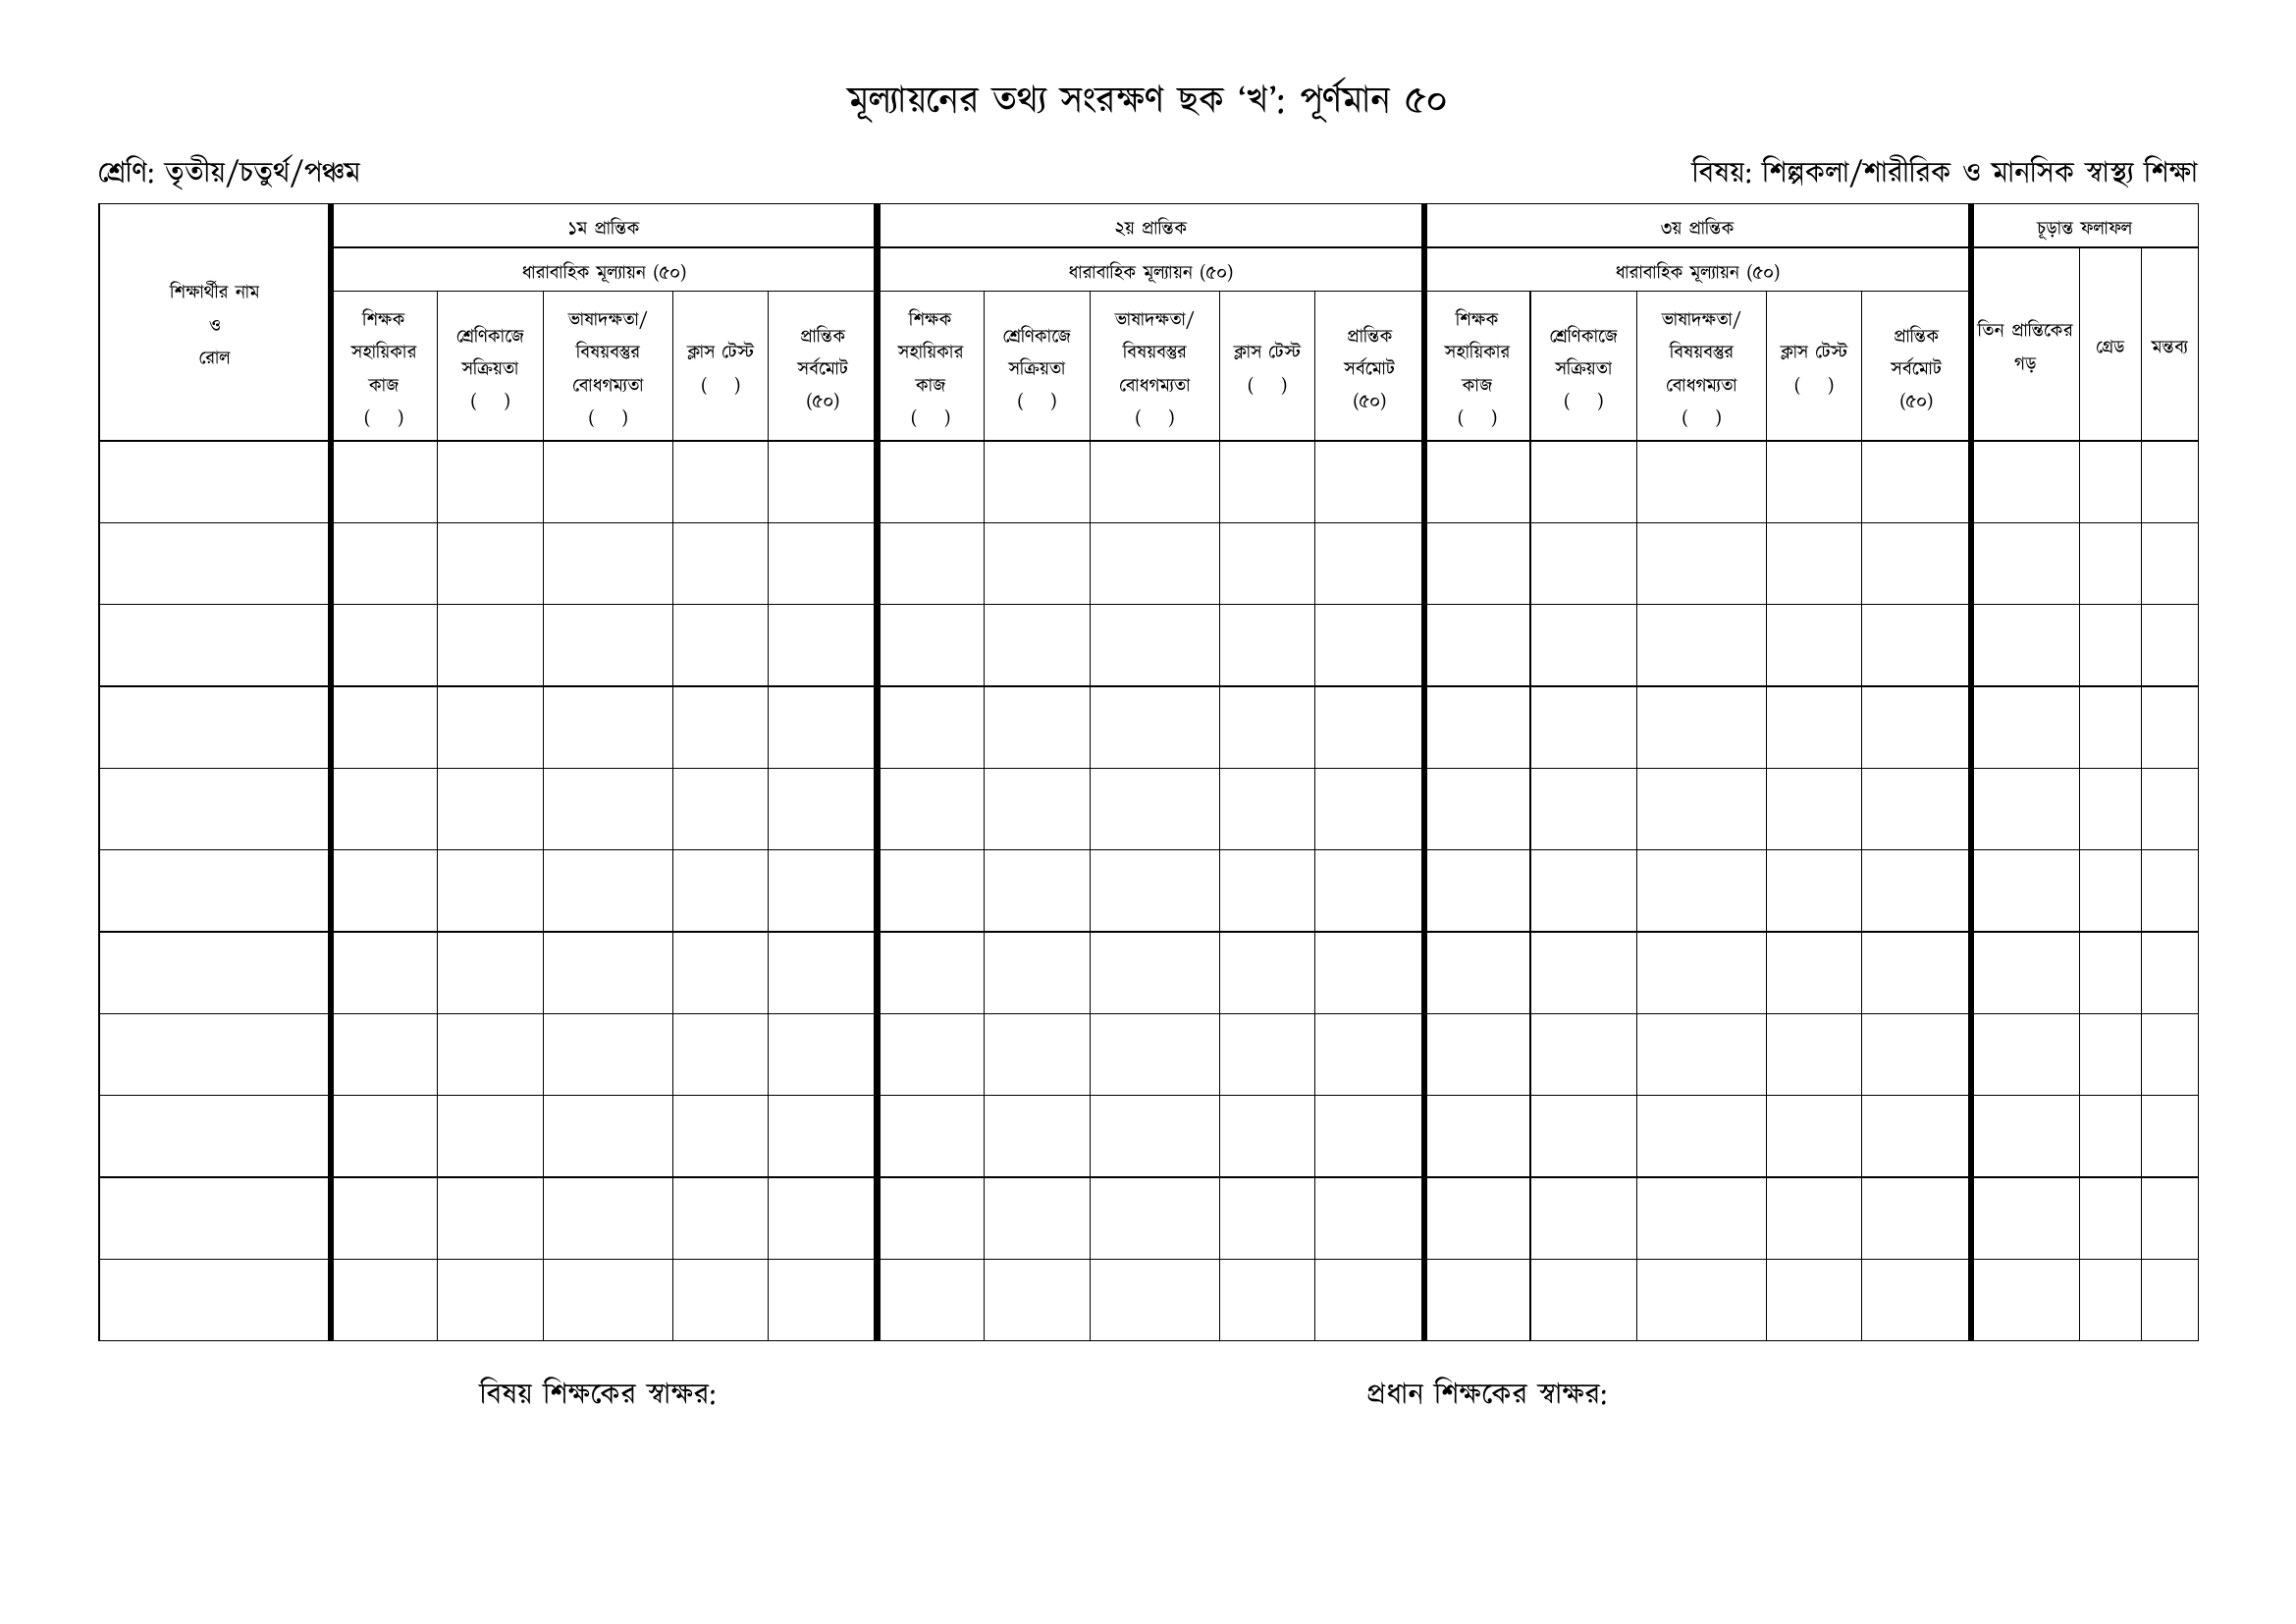 মূল্যায়নের তথ্য সংরক্ষণ ছক ‘খ’: পূর্ণমান ৫০
শ্রেণি: তৃতীয়/চতুর্থ/পঞ্চম
বিষয়: শিল্পকলা/শারীরিক ও মানসিক স্বাস্থ্য শিক্ষা
শিক্ষার্থীর নাম
ও
রোল
১ম প্রান্তিক
ধারাবাহিক মূল্যায়ন (৫০)
শিক্ষক
সহায়িকার
কাজ
( )
শ্রেণিকাজে
সক্রিয়তা
( )
ভাষাদক্ষতা/
বিষয়বস্তুর
বোধগম্যতা
( )
ক্লাস টেস্ট
( )
প্রান্তিক
সর্বমোট
(৫০)
২য় প্রান্তিক
ধারাবাহিক মূল্যায়ন (৫০)
শিক্ষক
সহায়িকার
কাজ
( )
শ্রেণিকাজে
সক্রিয়তা
( )
ভাষাদক্ষতা/
বিষয়বস্তুর
বোধগম্যতা
( )
ক্লাস টেস্ট
( )
প্রান্তিক
সর্বমোট
(৫০)
৩য় প্রান্তিক
ধারাবাহিক মূল্যায়ন (৫০)
শিক্ষক
সহায়িকার
কাজ
( )
শ্রেণিকাজে
সক্রিয়তা
( )
ভাষাদক্ষতা/
বিষয়বস্তুর
বোধগম্যতা
( )
ক্লাস টেস্ট
( )
প্রান্তিক
সর্বমোট
(৫০)
চূড়ান্ত ফলাফল
তিন প্রান্তিকের
গড়
গ্রেড
মন্তব্য
বিষয় শিক্ষকের স্বাক্ষর:
প্রধান শিক্ষকের স্বাক্ষর: